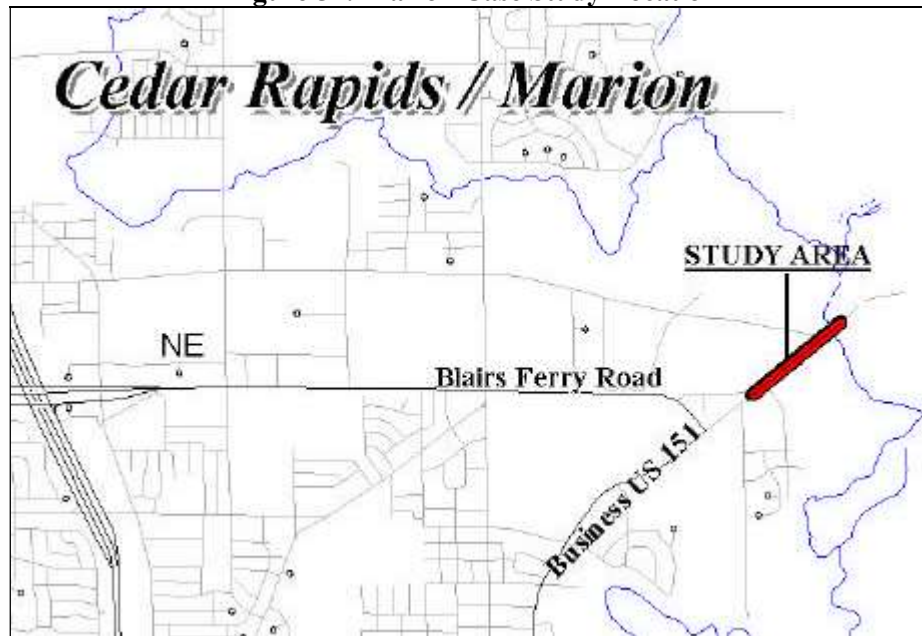 Cedar Rapids / Marion
STUDY AREA
NE
Blairs Ferry Road
Business US 151